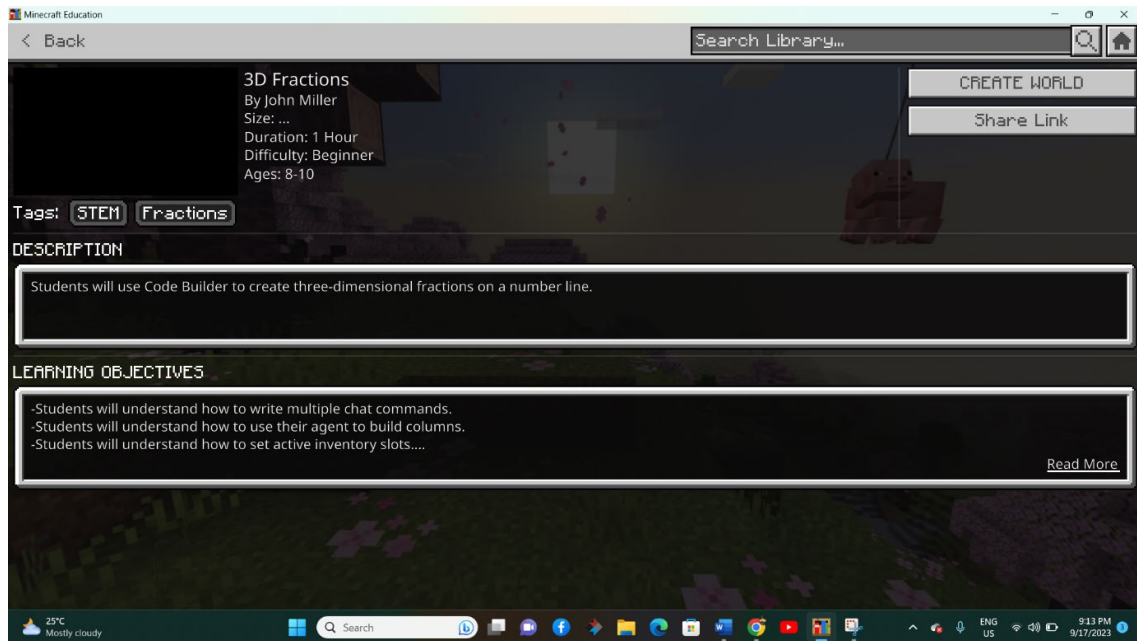 Minecraft Education
< Back
Search Library...
3D Fractions
By John Miller
Size: ...
Duration: 1 Hour
Difficulty: Beginner
Ages: 8-10
CREATE WORLD
Share Link
Tags: STEM Fractions
DESCRIPTION
Students will use Code Builder to create three-dimensional fractions on a number line.
LEARNING OBJECTIVES
-Students will understand how to write multiple chat commands.
-Students will understand how to use their agent to build columns.
-Students will understand how to set active inventory slots....
Read More
25°C
Mostly cloudy
Search
ENG
US
9:13 PM
9/17/2023